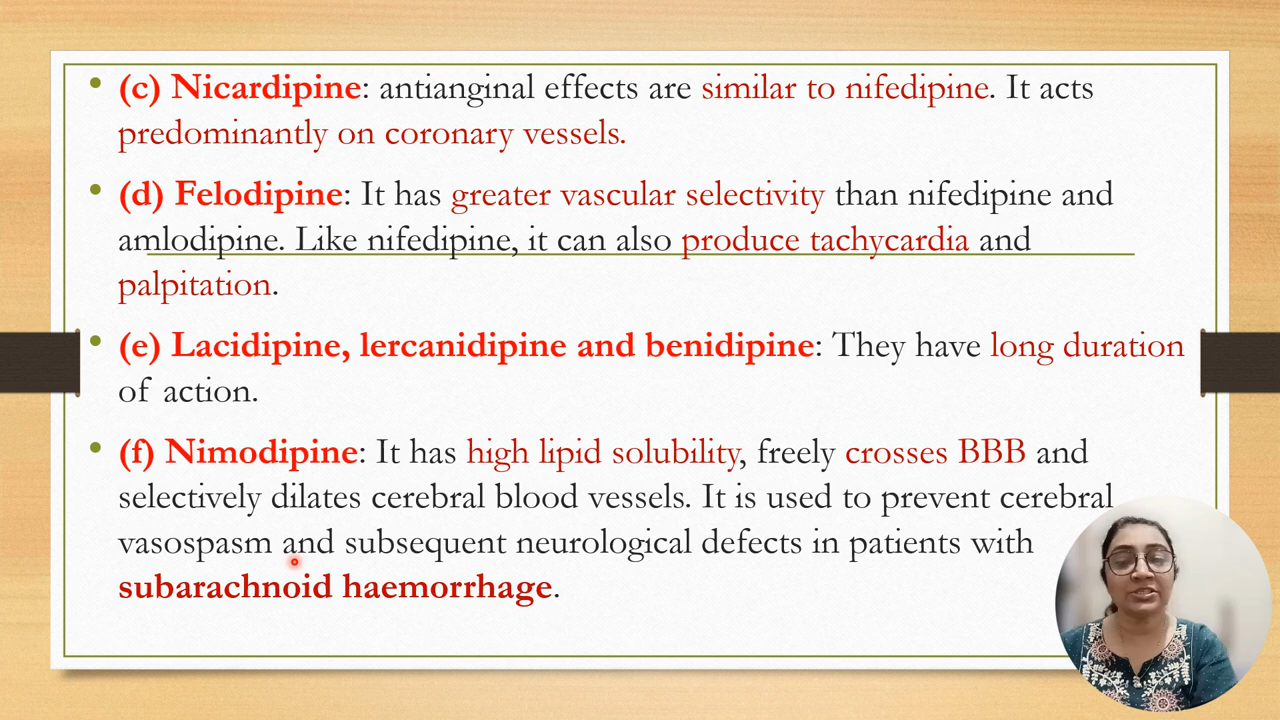 • (c) Nicardipine: antianginal effects are similar to nifedipine. It acts
predominantly on coronary vessels.
• (d) Felodipine: It has greater vascular selectivity than nifedipine and
amlodipine. Like nifedipine, it can also produce tachycardia and
palpitation.
• (e) Lacidipine, lercanidipine and benidipine: They have long duration
of action.
• (f) Nimodipine: It has high lipid solubility, freely crosses BBB and
selectively dilates cerebral blood vessels. It is used to prevent cerebral
vasospasm and subsequent neurological defects in patients with
subarachnoid haemorrhage.